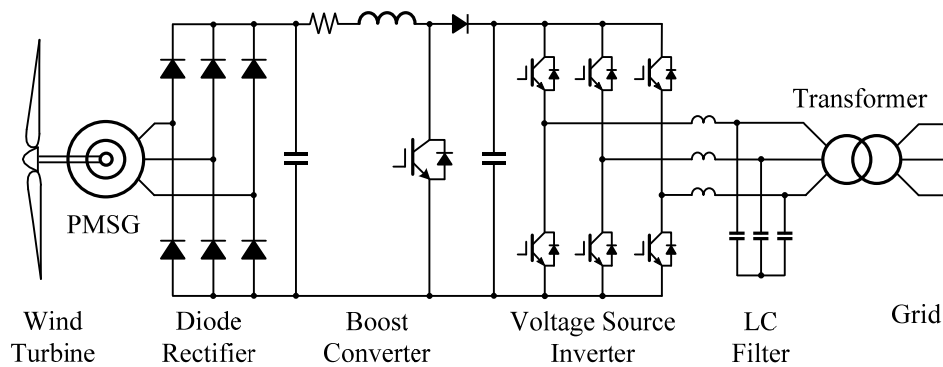 Transformer
PMSG
Wind
Turbine
Diode
Rectifier
Boost
Converter
Voltage Source
Inverter
LC
Filter
Grid